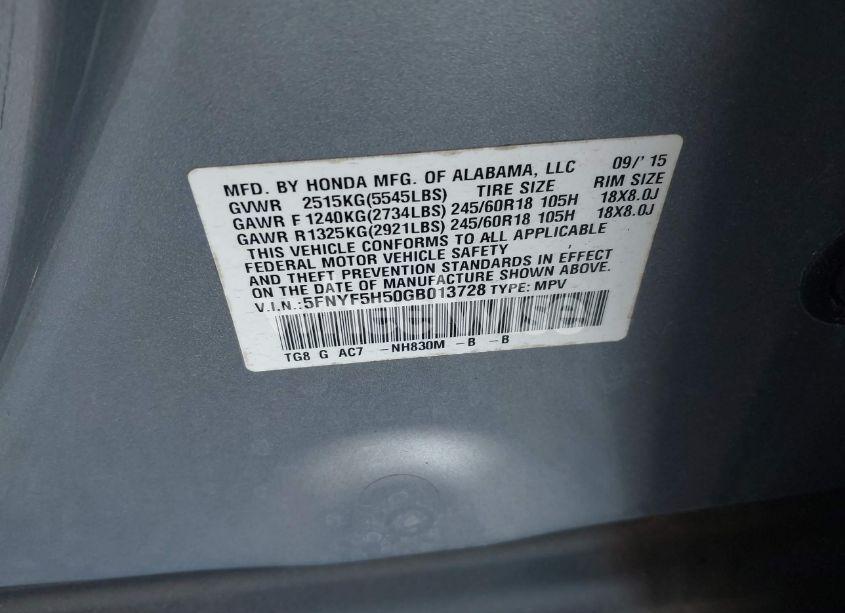 MFD. BY HONDA MFG. OF ALABAMA, LLC 09/' 15
GVWR 2515KG(5545LBS) TIRE SIZE RIM SIZE
GAWR F 1240KG(2734LBS) 245/60R18 105H 18X8.0J
GAWR R 1325KG(2921LBS) 245/60R18 105H 18X8.0J
THIS VEHICLE CONFORMS TO ALL APPLICABLE
FEDERAL MOTOR VEHICLE SAFETY
AND THEFT PREVENTION STANDARDS IN EFFECT
ON THE DATE OF MANUFACTURE SHOWN ABOVE.
V.I.N.:5FNYF5H50GB013728 TYPE: MPV
TG8 G AC7 -NH830M -B -B